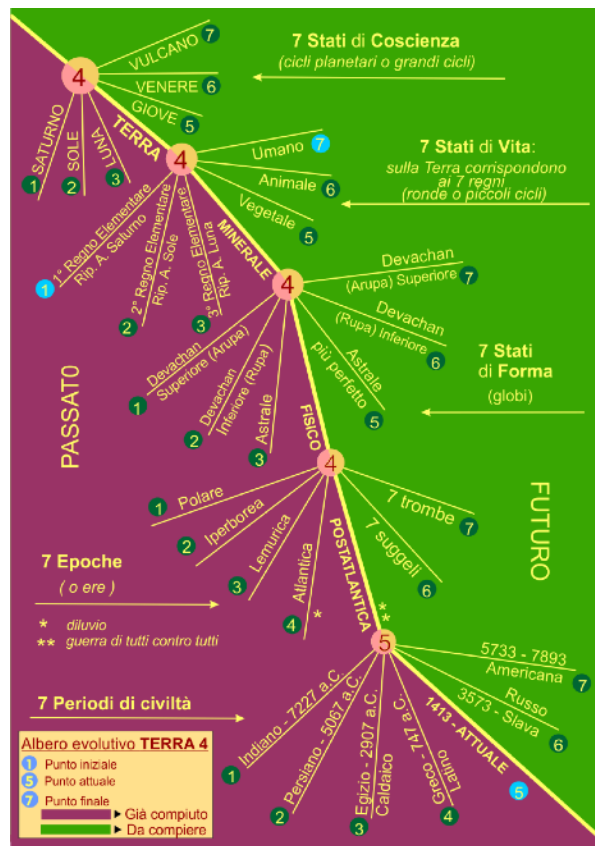 VULCANO 7
7 Stati di Coscienza
(cicli planetari o grandi cicli)
4
VENERE 6
GIOVE 5
SATURNO
1
SOLE
2
LUNA
3
TERRA
4
Umano 7
Animale 6
Vegetale 5
7 Stati di Vita:
sulla Terra corrispondono
ai 7 regni
(ronde o piccoli cicli)
1° Regno Elementare
Rip. A. Saturno
1
2° Regno Elementare
Rip. A. Sole
2
3° Regno Elementare
Rip. A. Luna
3
MINERALE
4
Devachan
(Arupa) Superiore 7
Devachan
(Rupa) Inferiore 6
Astrale
più perfetto 5
7 Stati
di Forma
(globi)
Devachan
Superiore (Arupa)
1
Devachan
Inferiore (Rupa)
2
Astrale
3
PASSATO
FISICO
4
1 Polare
2 Iperborea
3 Lemurica
4 Atlantica *
7 trombe 7
7 suggeli 6
FUTURO
POSTATLANTICA **
7 Epoche
( o ere )
* diluvio
** guerra di tutti contro tutti
5
5733 - 7893
Americana 7
Russo
3573 - Slava 6
7 Periodi di civiltà
Indiano - 7227 a.C.
1
Persiano - 5067 a.C.
2
Egizio - 2907 a.C.
Caldaico
3
Greco - 747 a.C.
Latino
4
1413 - ATTUALE
5
Albero evolutivo TERRA 4
1 Punto iniziale
5 Punto attuale
7 Punto finale
Già compiuto
Da compiere